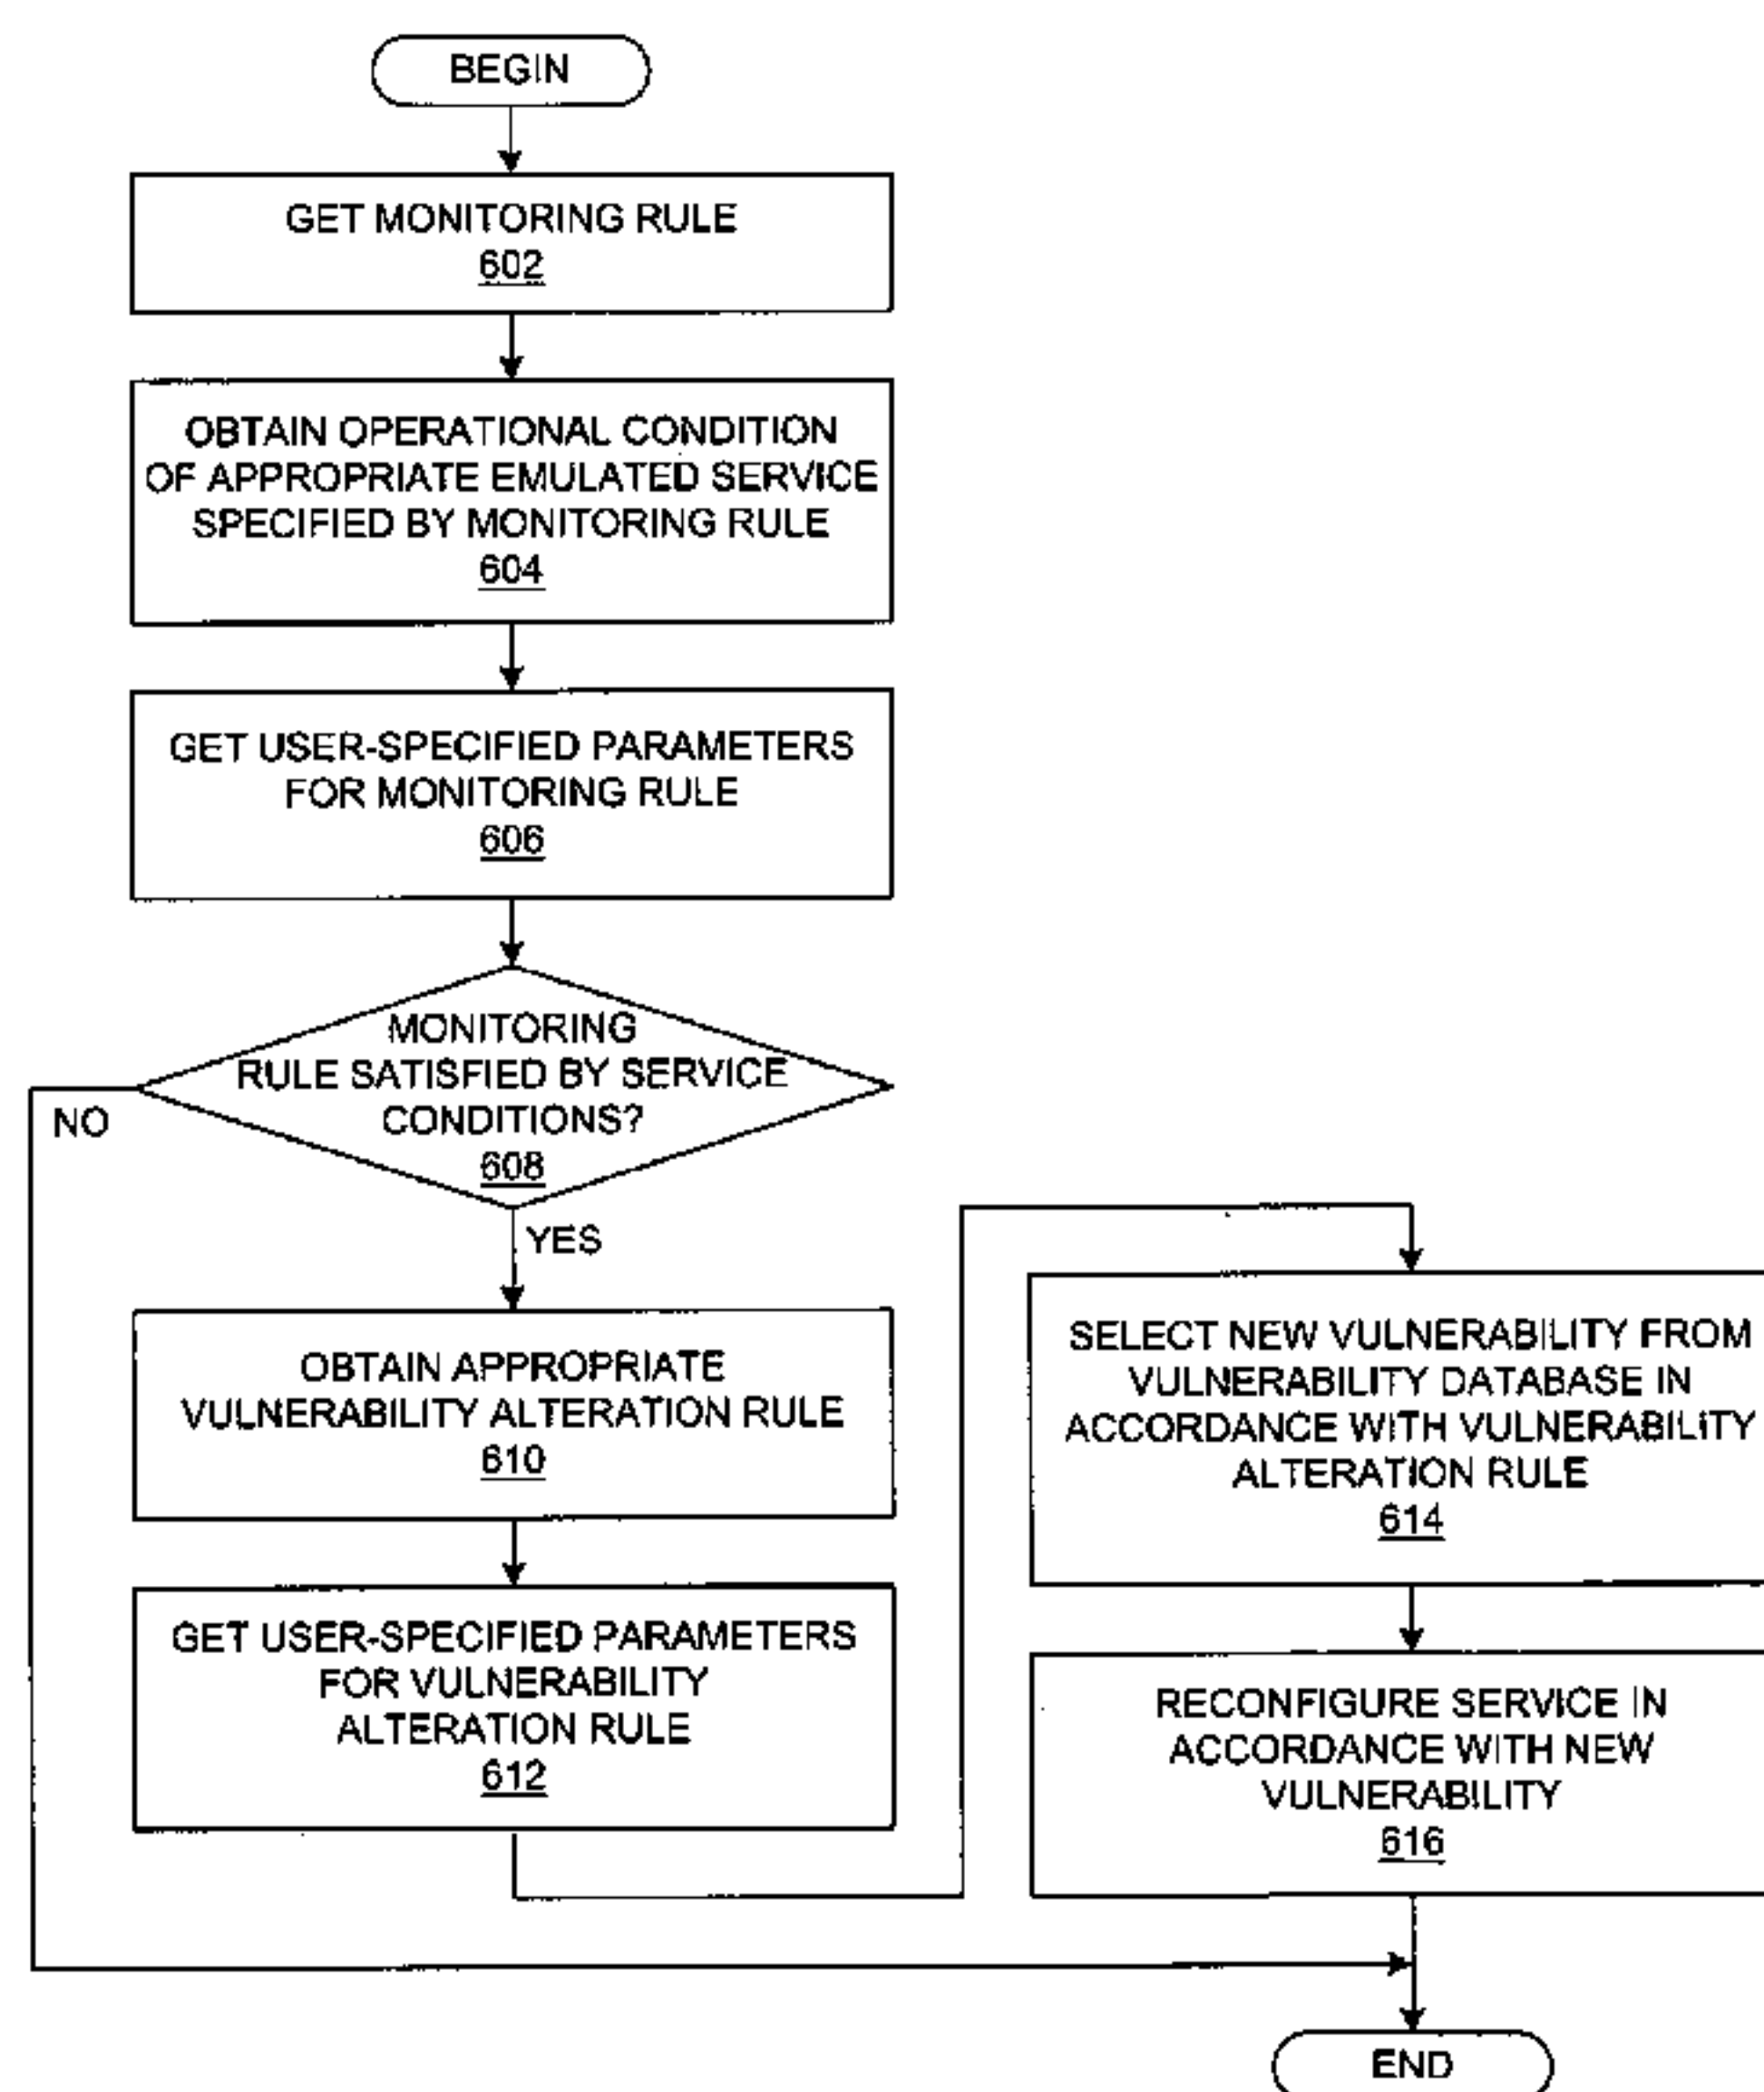 BEGIN
GET MONITORING RULE
602
OBTAIN OPERATIONAL CONDITION
OF APPROPRIATE EMULATED SERVICE
SPECIFIED BY MONITORING RULE
604
GET USER-SPECIFIED PARAMETERS
FOR MONITORING RULE
606
MONITORING
RULE SATISFIED BY SERVICE
CONDITIONS?
608
NO
YES
OBTAIN APPROPRIATE
VULNERABILITY ALTERATION RULE
610
GET USER-SPECIFIED PARAMETERS
FOR VULNERABILITY
ALTERATION RULE
612
SELECT NEW VULNERABILITY FROM
VULNERABILITY DATABASE IN
ACCORDANCE WITH VULNERABILITY
ALTERATION RULE
614
RECONFIGURE SERVICE IN
ACCORDANCE WITH NEW
VULNERABILITY
616
END